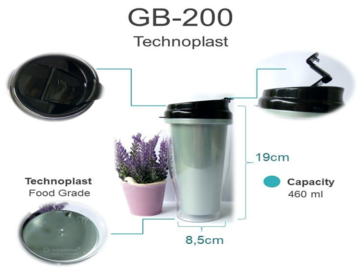 GB-200
Technoplast
19cm
Technoplast
Food Grade
Capacity
460 ml
8,5cm